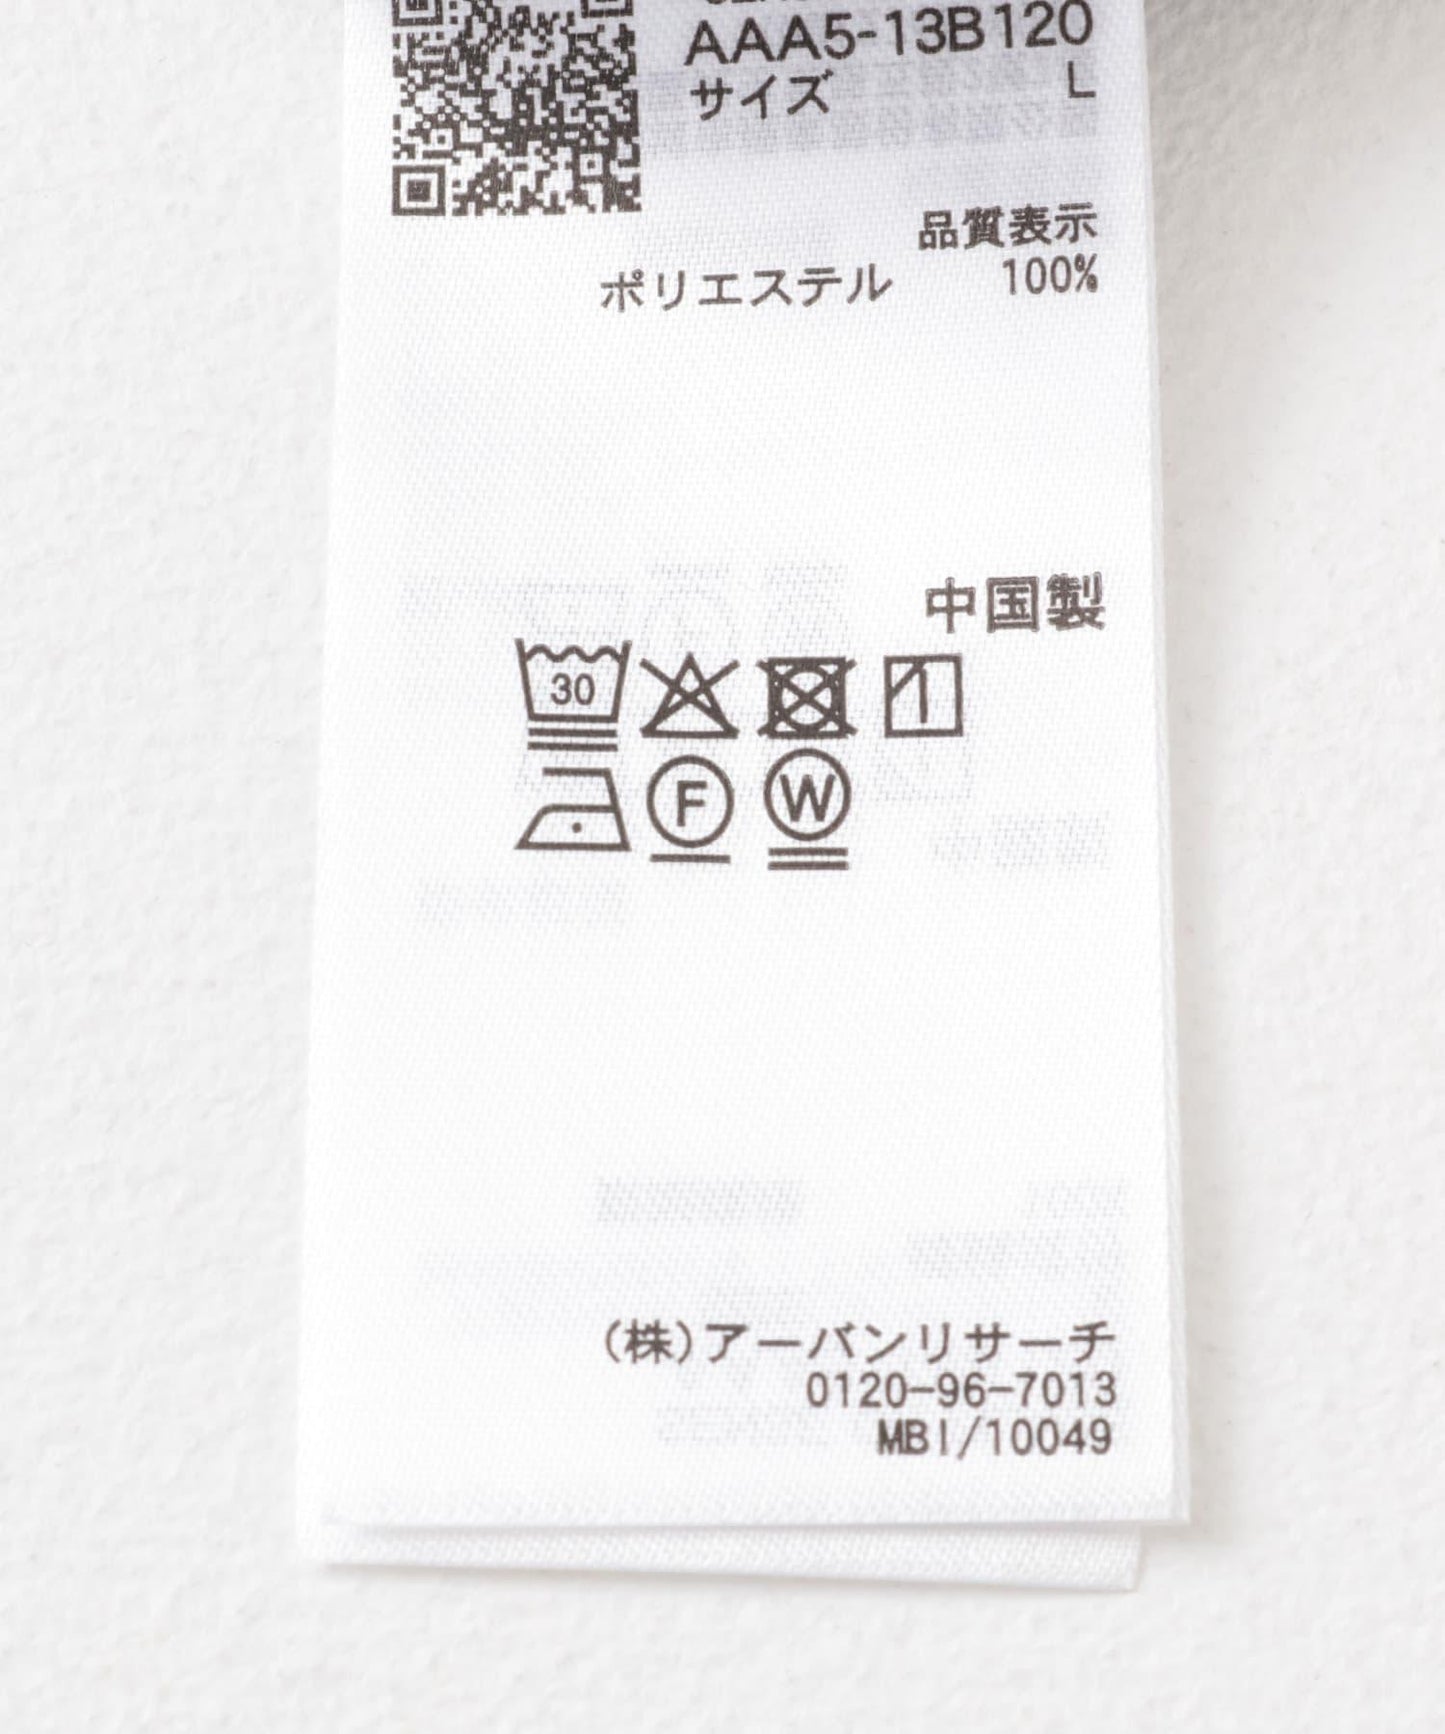 AAA5-13B120
サイズ L
品質表示
ポリエステル 100%
中国製
30
F W
(株)アーバンリサーチ
0120-96-7013
MBI/10049